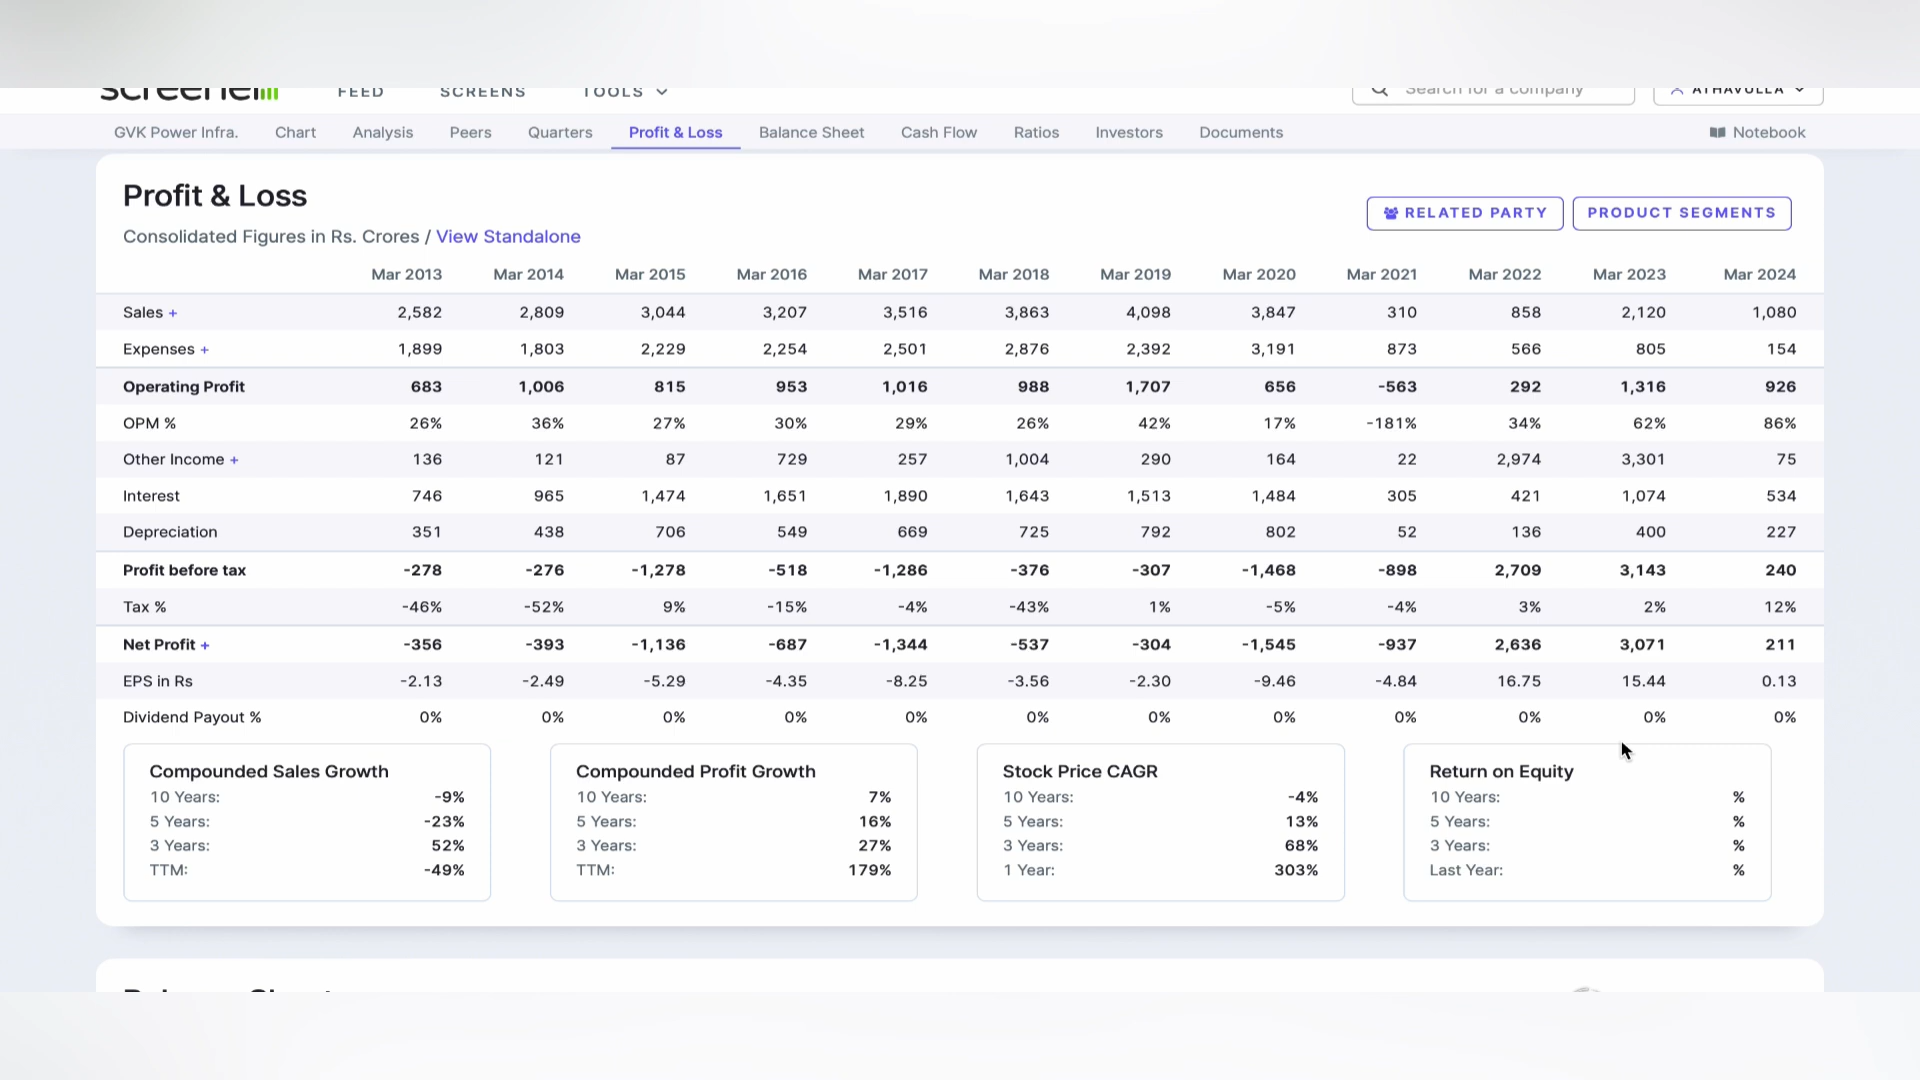 screener
FEED SCREENS TOOLS Search for a company ATHAVULLA
GVK Power Infra. Chart Analysis Peers Quarters Profit & Loss Balance Sheet Cash Flow Ratios Investors Documents Notebook
Profit & Loss
RELATED PARTY PRODUCT SEGMENTS
Consolidated Figures in Rs. Crores / View Standalone
Mar 2013 Mar 2014 Mar 2015 Mar 2016 Mar 2017 Mar 2018 Mar 2019 Mar 2020 Mar 2021 Mar 2022 Mar 2023 Mar 2024
Sales + 2,582 2,809 3,044 3,207 3,516 3,863 4,098 3,847 310 858 2,120 1,080
Expenses + 1,899 1,803 2,229 2,254 2,501 2,876 2,392 3,191 873 566 805 154
Operating Profit 683 1,006 815 953 1,016 988 1,707 656 -563 292 1,316 926
OPM % 26% 36% 27% 30% 29% 26% 42% 17% -181% 34% 62% 86%
Other Income + 136 121 87 729 257 1,004 290 164 22 2,974 3,301 75
Interest 746 965 1,474 1,651 1,890 1,643 1,513 1,484 305 421 1,074 534
Depreciation 351 438 706 549 669 725 792 802 52 136 400 227
Profit before tax -278 -276 -1,278 -518 -1,286 -376 -307 -1,468 -898 2,709 3,143 240
Tax % -46% -52% 9% -15% -4% -43% 1% -5% -4% 3% 2% 12%
Net Profit + -356 -393 -1,136 -687 -1,344 -537 -304 -1,545 -937 2,636 3,071 211
EPS in Rs -2.13 -2.49 -5.29 -4.35 -8.25 -3.56 -2.30 -9.46 -4.84 16.75 15.44 0.13
Dividend Payout % 0% 0% 0% 0% 0% 0% 0% 0% 0% 0% 0% 0%
Compounded Sales Growth
10 Years: -9%
5 Years: -23%
3 Years: 52%
TTM: -49%
Compounded Profit Growth
10 Years: 7%
5 Years: 16%
3 Years: 27%
TTM: 179%
Stock Price CAGR
10 Years: -4%
5 Years: 13%
3 Years: 68%
1 Year: 303%
Return on Equity
10 Years: %
5 Years: %
3 Years: %
Last Year: %